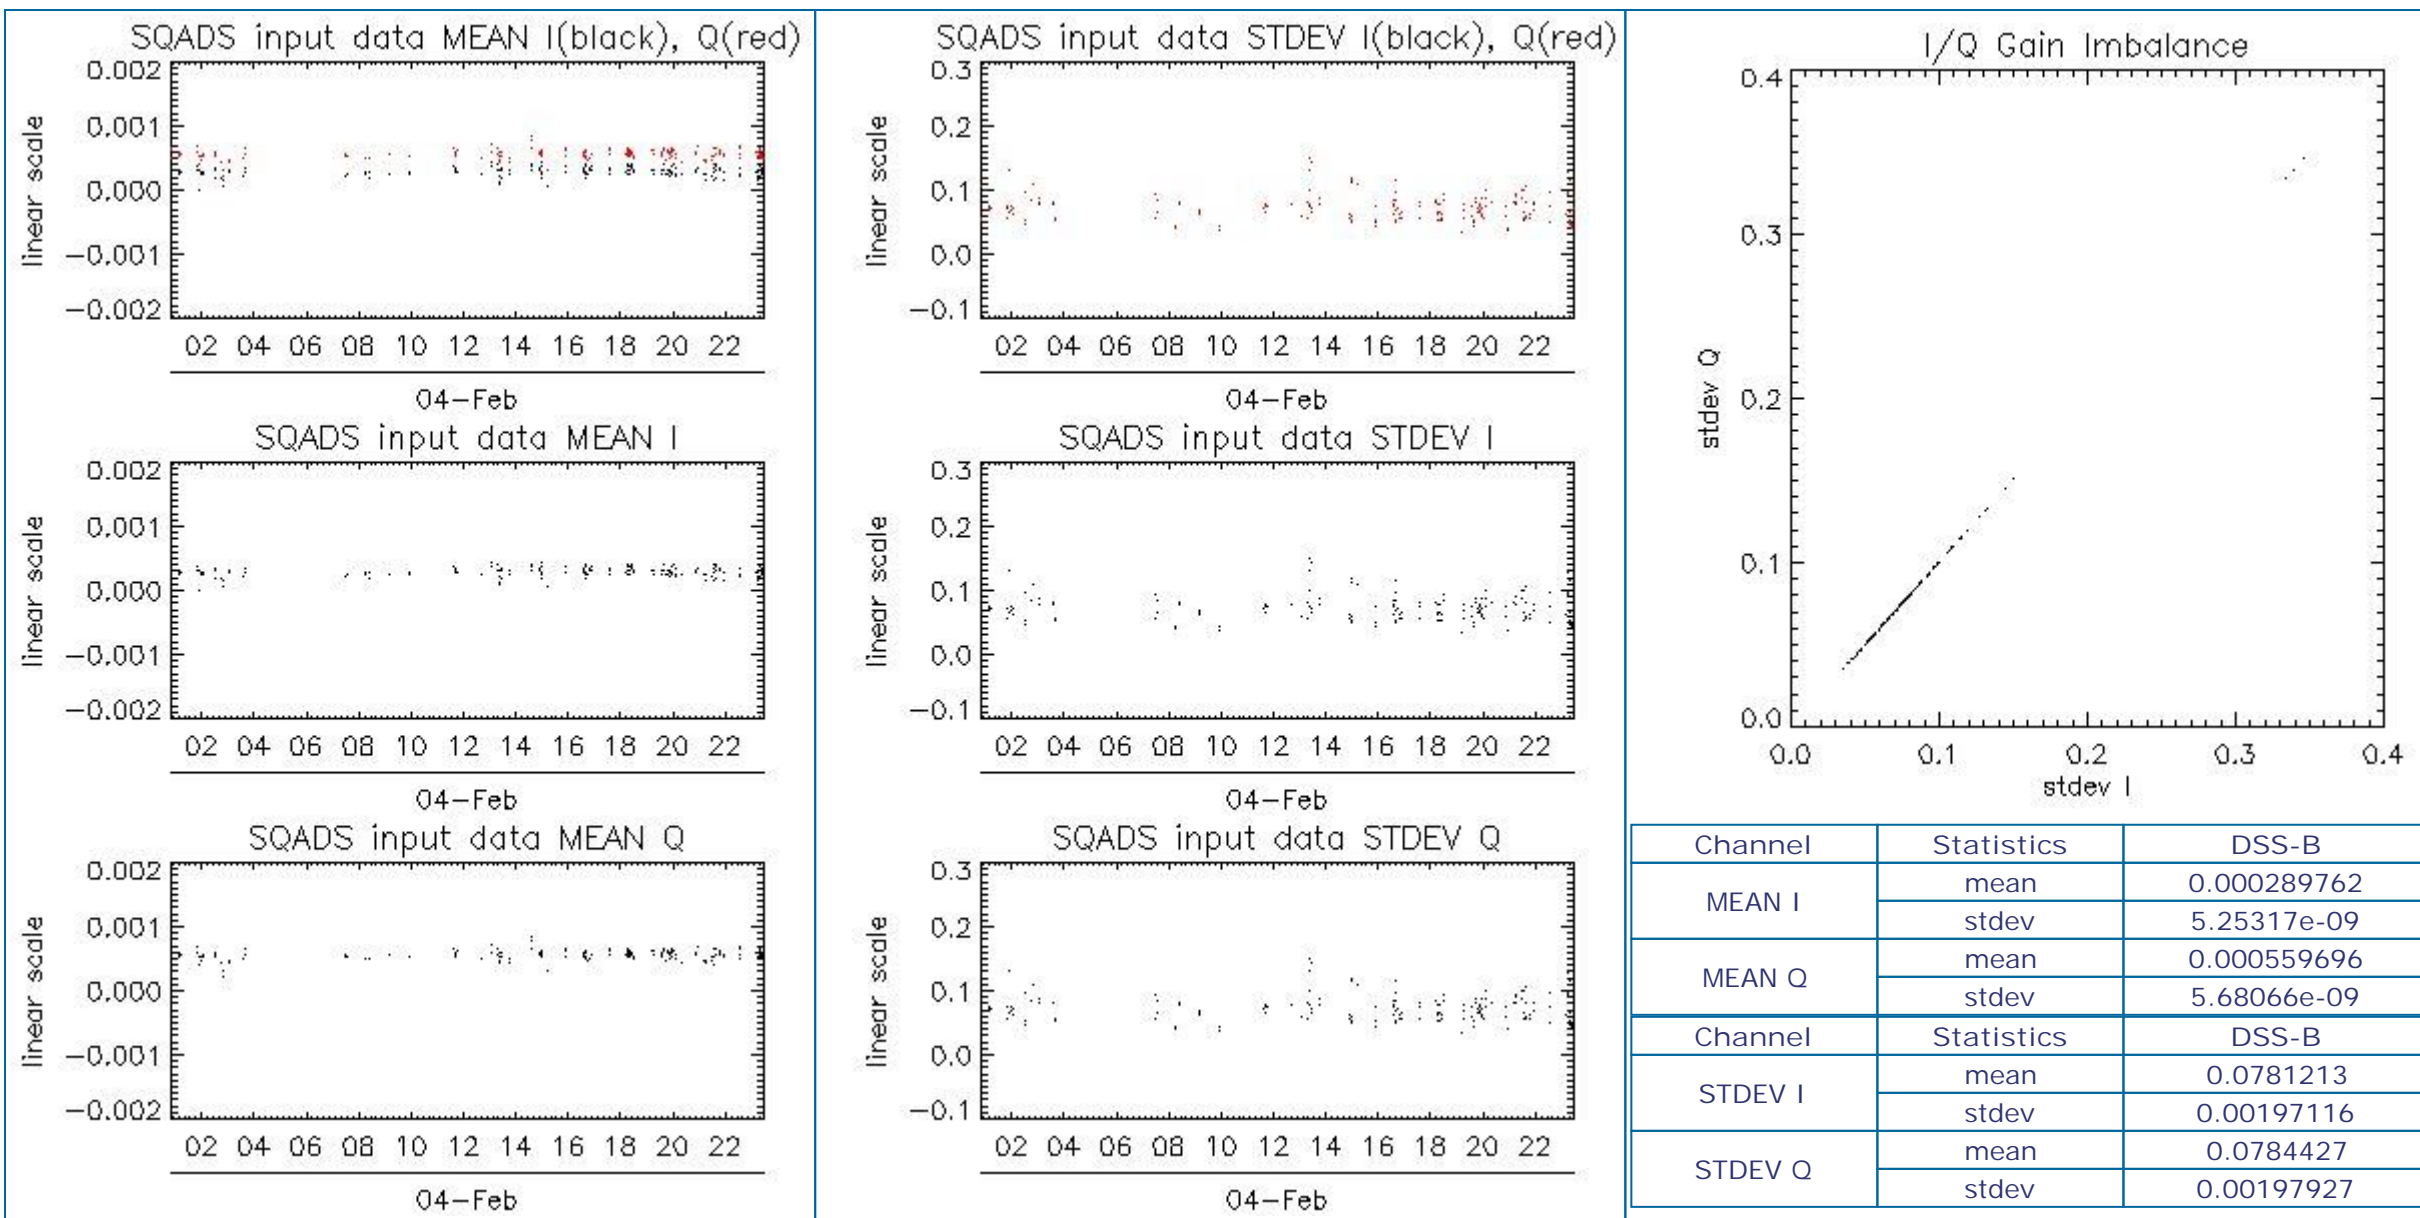 SQADS input data MEAN I(black), Q(red)
0.002
0.001
0.000
−0.001
−0.002
linear scale
02 04 06 08 10 12 14 16 18 20 22
04−Feb
SQADS input data MEAN I
0.002
0.001
0.000
−0.001
−0.002
linear scale
02 04 06 08 10 12 14 16 18 20 22
04−Feb
SQADS input data MEAN Q
0.002
0.001
0.000
−0.001
−0.002
linear scale
02 04 06 08 10 12 14 16 18 20 22
04−Feb
SQADS input data STDEV I(black), Q(red)
0.3
0.2
0.1
0.0
−0.1
linear scale
02 04 06 08 10 12 14 16 18 20 22
04−Feb
SQADS input data STDEV I
0.3
0.2
0.1
0.0
−0.1
linear scale
02 04 06 08 10 12 14 16 18 20 22
04−Feb
SQADS input data STDEV Q
0.3
0.2
0.1
0.0
−0.1
linear scale
02 04 06 08 10 12 14 16 18 20 22
04−Feb
I/Q Gain Imbalance
0.4
0.3
0.2
0.1
0.0
stdev Q
0.0 0.1 0.2 0.3 0.4
stdev I
Channel Statistics DSS-B
MEAN I mean 0.000289762
stdev 5.25317e-09
MEAN Q mean 0.000559696
stdev 5.68066e-09
Channel Statistics DSS-B
STDEV I mean 0.0781213
stdev 0.00197116
STDEV Q mean 0.0784427
stdev 0.00197927